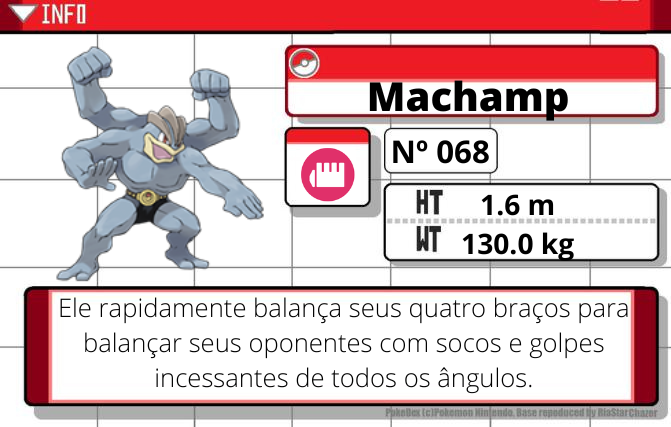 INFO
Machamp
Nº 068
HT 1.6 m
WT 130.0 kg
Ele rapidamente balança seus quatro braços para
balançar seus oponentes com socos e golpes
incessantes de todos os ângulos.
PokeDex (c)Pokemon Nintendo. Base repoduced by RiaStarChazer